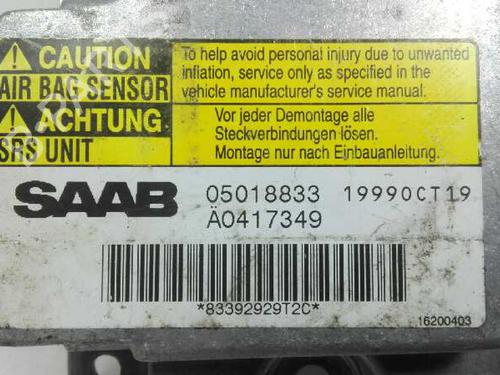 CAUTION
AIR BAG SENSOR
To help avoid personal injury due to unwanted
inflation, service only as specified in the
vehicle manufacturer's service manual.
ACHTUNG
SRS UNIT
Vor jeder Demontage alle
Steckverbindungen lösen.
Montage nur nach Einbauanleitung.
SAAB
05018833 1999OCT19
A0417349
*83392929T2C*
16200403